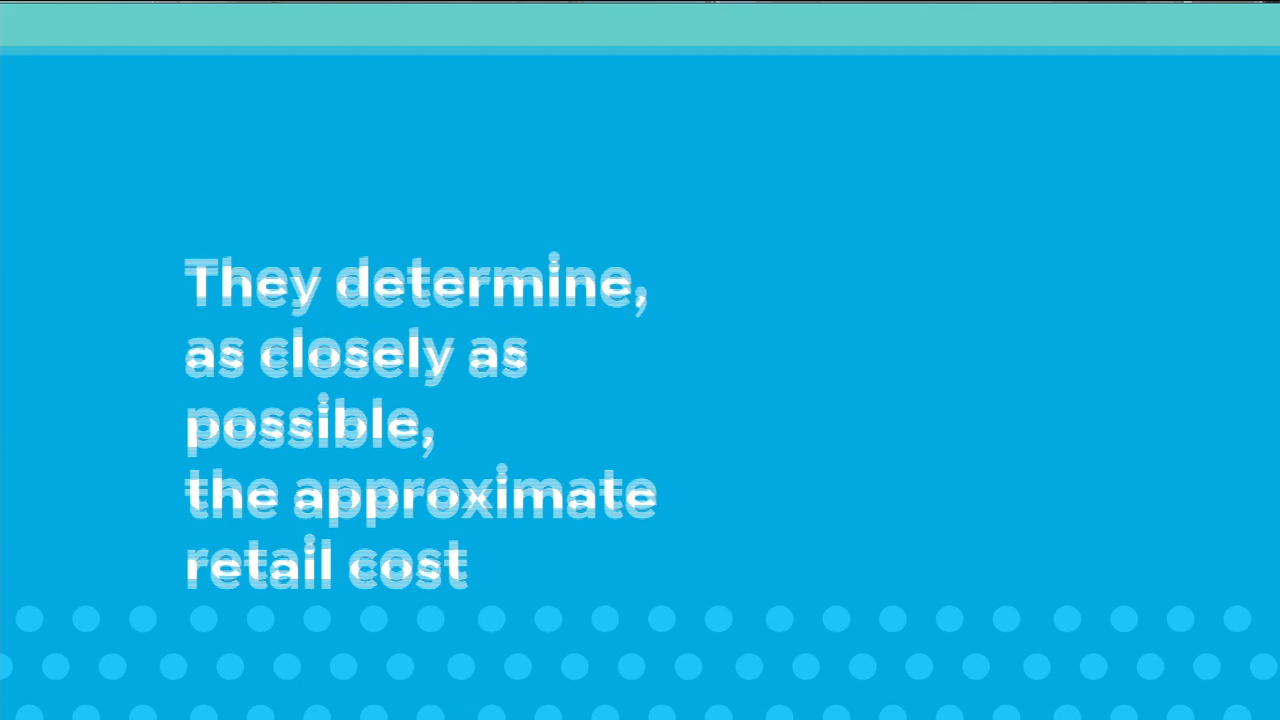 They determine,
as closely as
possible,
the approximate
retail cost